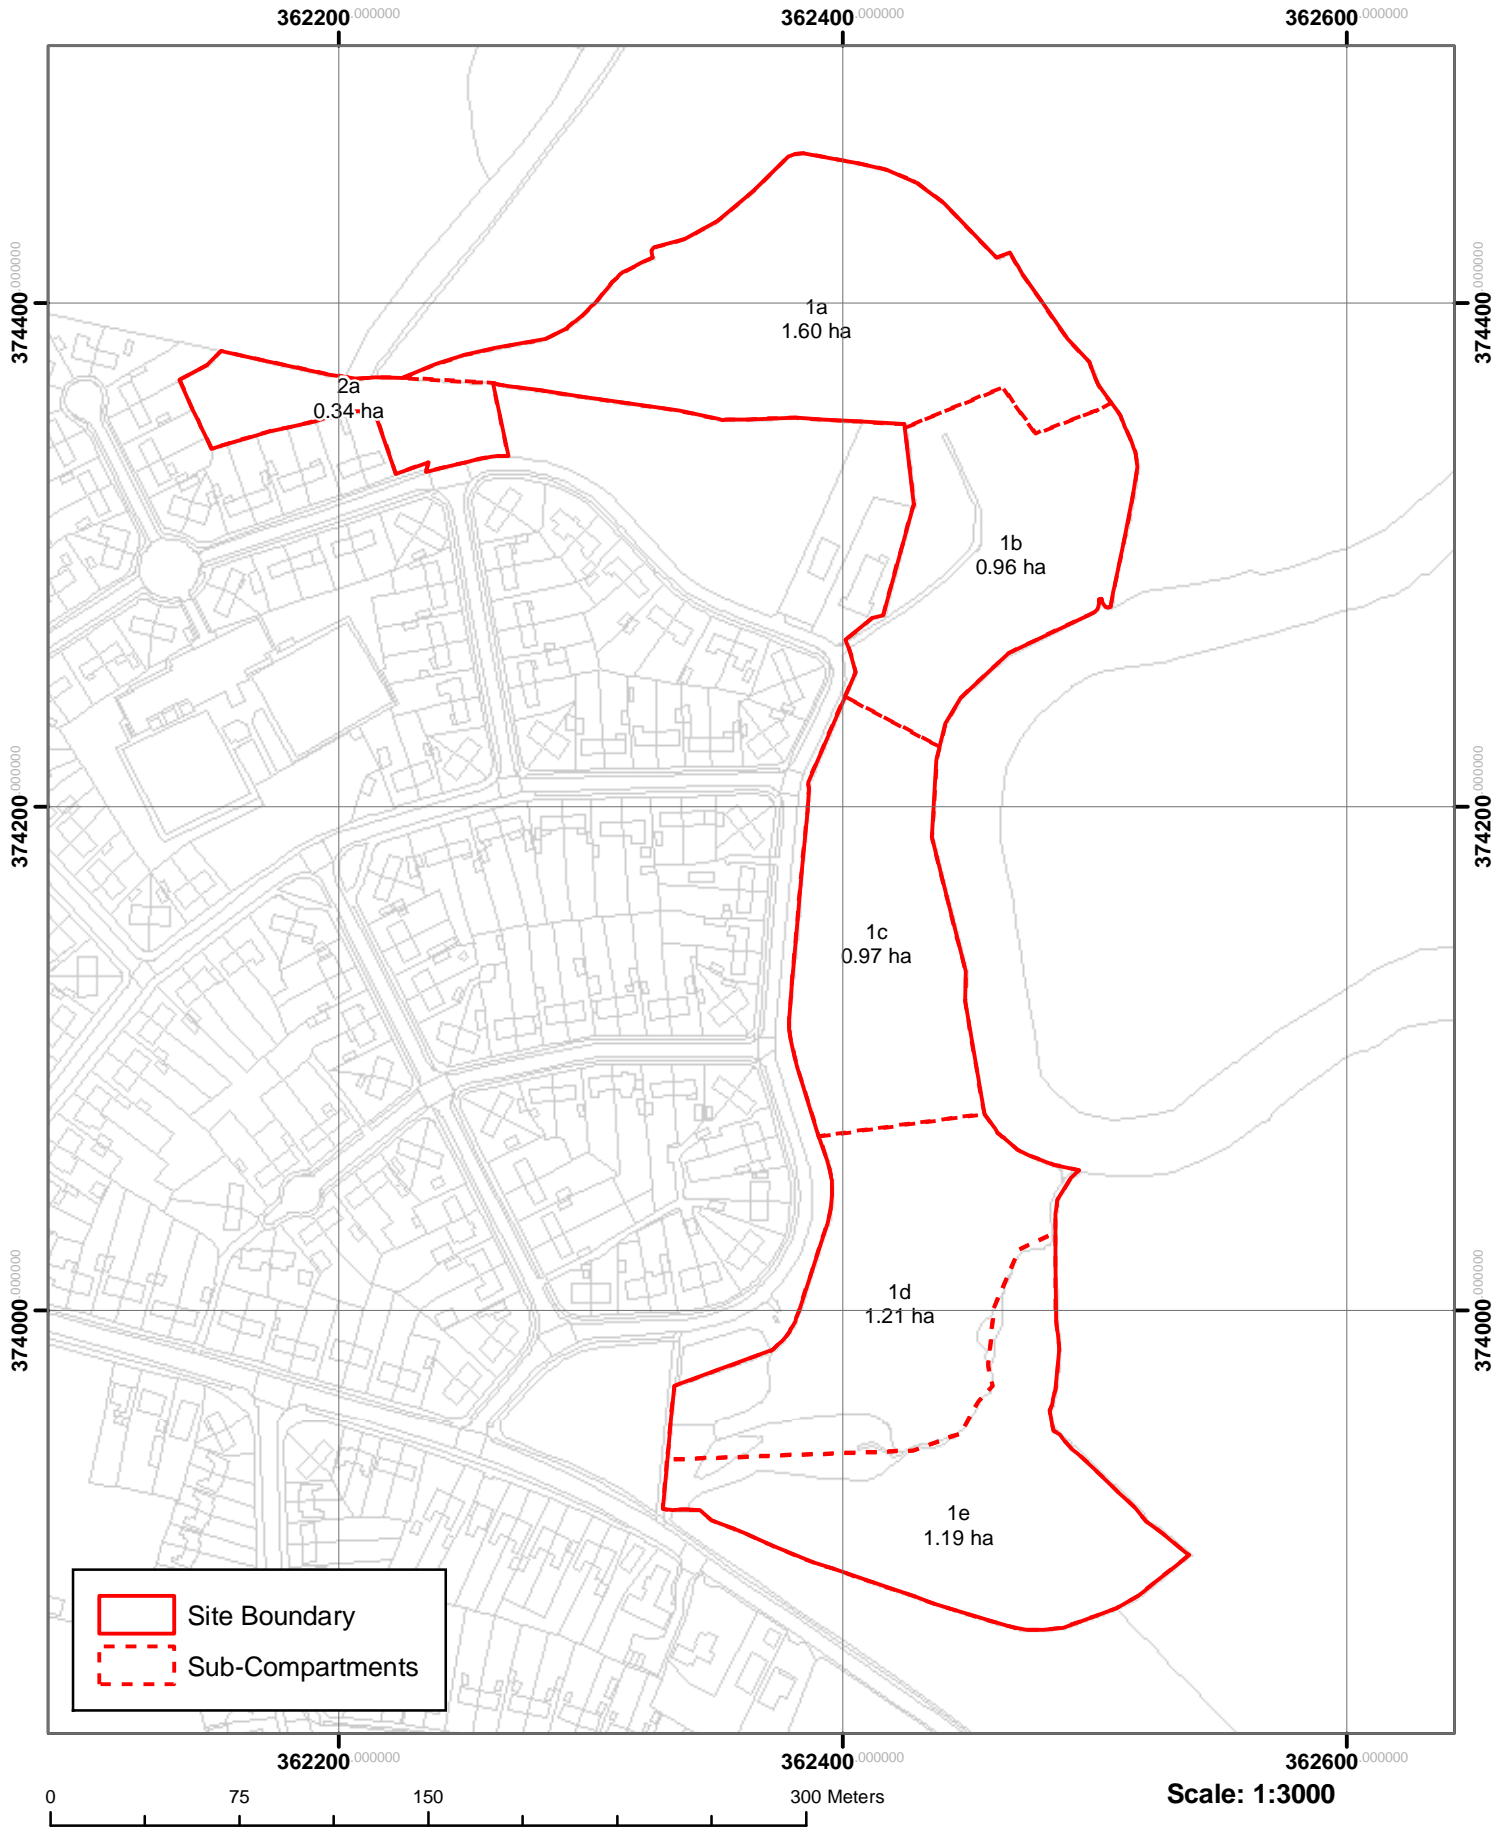 362200.000000 362400.000000 362600.000000
374400.000000 374400.000000
1a
1.60 ha
2a
0.34 ha
1b
0.96 ha
374200.000000 374200.000000
1c
0.97 ha
374000.000000 374000.000000
1d
1.21 ha
1e
1.19 ha
Site Boundary
Sub-Compartments
362200.000000 362400.000000 362600.000000
0 75 150 300 Meters
Scale: 1:3000